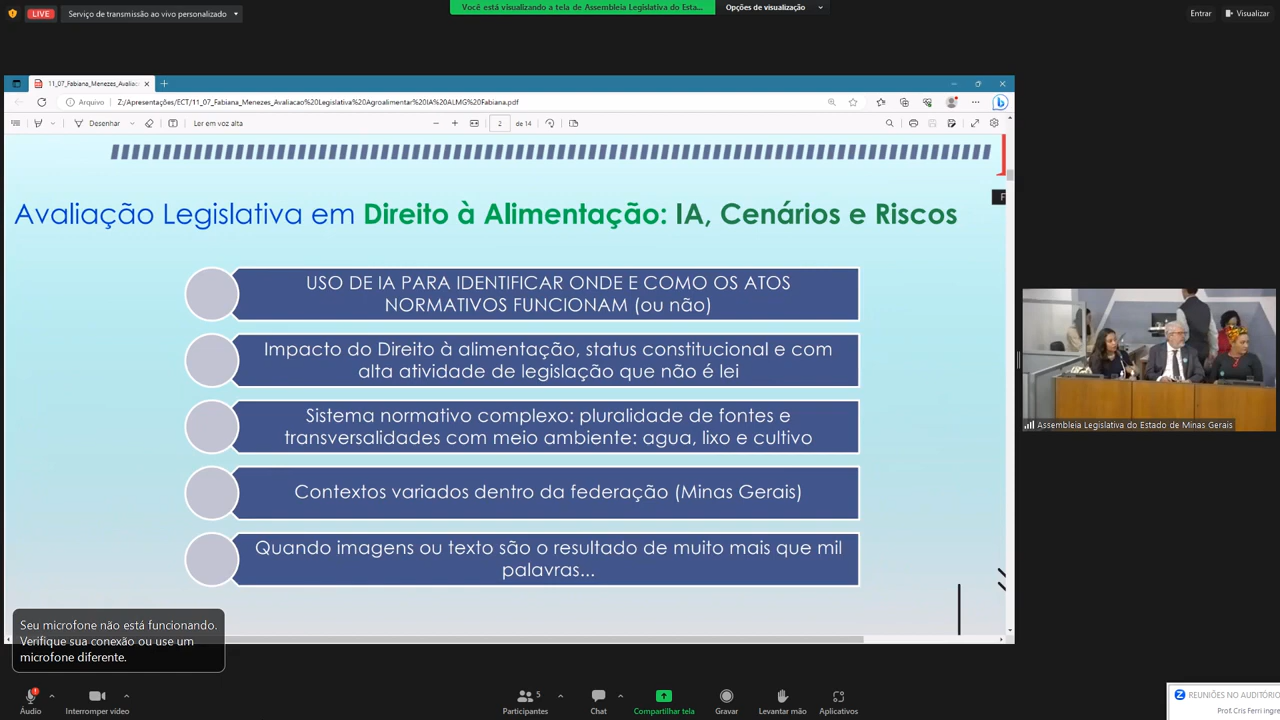 LIVE
Serviço de transmissão ao vivo personalizado
Você está visualizando a tela de Assembleia Legislativa do Esta...
Opções de visualização
Entrar
Visualizar
11_07_Fabiana_Menezes_Avaliac
Arquivo
Z:/Apresentações/ECT/11_07_Fabiana_Menezes_Avaliacao%20Legislativa%20Agroalimentar%20IA%20ALMG%20Fabiana.pdf
Desenhar
Ler em voz alta
2
de 14
Avaliação Legislativa em Direito à Alimentação: IA, Cenários e Riscos
F
USO DE IA PARA IDENTIFICAR ONDE E COMO OS ATOS
NORMATIVOS FUNCIONAM (ou não)
Impacto do Direito à alimentação, status constitucional e com
alta atividade de legislação que não é lei
Sistema normativo complexo: pluralidade de fontes e
transversalidades com meio ambiente: agua, lixo e cultivo
Contextos variados dentro da federação (Minas Gerais)
Quando imagens ou texto são o resultado de muito mais que mil
palavras...
Assembleia Legislativa do Estado de Minas Gerais
Seu microfone não está funcionando.
Verifique sua conexão ou use um
microfone diferente.
Áudio
Interromper vídeo
5
Participantes
Chat
Compartilhar tela
Gravar
Levantar mão
Aplicativos
REUNIÕES NO AUDITÓRIO
Prof. Cris Ferri ingre